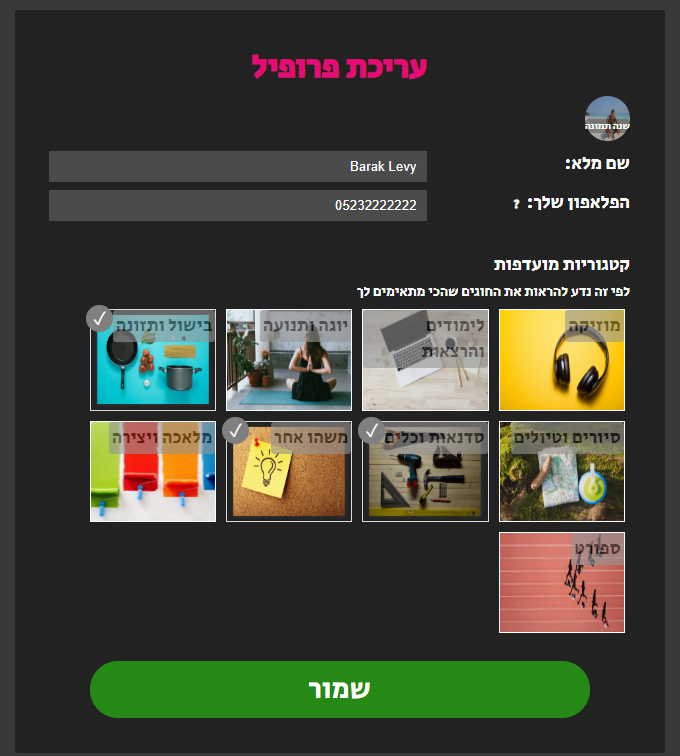 עריכת פרופיל
שנה תמונה
שם מלא:
Barak Levy
הפלאפון שלך: ?
05232222222
קטגוריות מועדפות
לפי זה נדע להראות את החוגים שהכי מתאימים לך
מוזיקה
לימודים
והרצאות
יוגה ותנועה
בישול ותזונה
סיורים וטיולים
סדנאות וכלים
משהו אחר
מלאכה ויצירה
ספורט
שמור